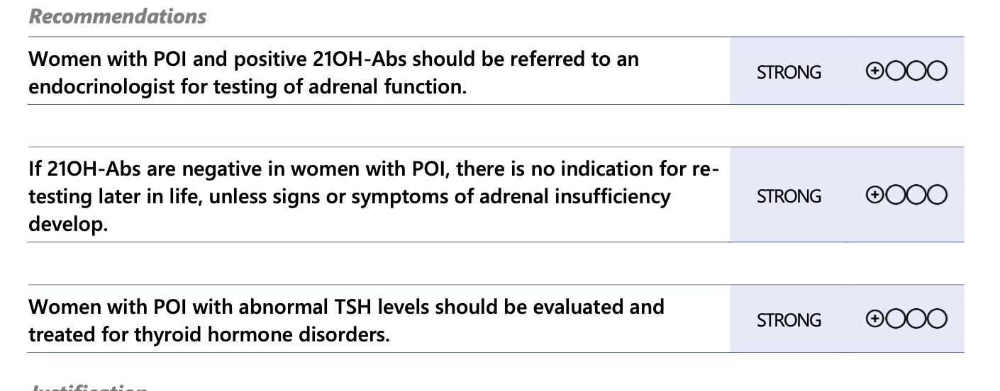 Recommendations
Women with POI and positive 21OH-Abs should be referred to an
endocrinologist for testing of adrenal function.
STRONG ⊕○○○
If 21OH-Abs are negative in women with POI, there is no indication for re-
testing later in life, unless signs or symptoms of adrenal insufficiency
develop.
STRONG ⊕○○○
Women with POI with abnormal TSH levels should be evaluated and
treated for thyroid hormone disorders.
STRONG ⊕○○○